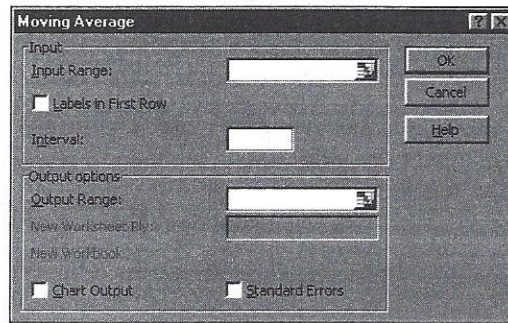 Moving Average
Input
Input Range:
Labels in First Row
Interval:
OK
Cancel
Help
Output options
Output Range:
New Worksheet Ply:
New Workbook
Chart Output
Standard Errors